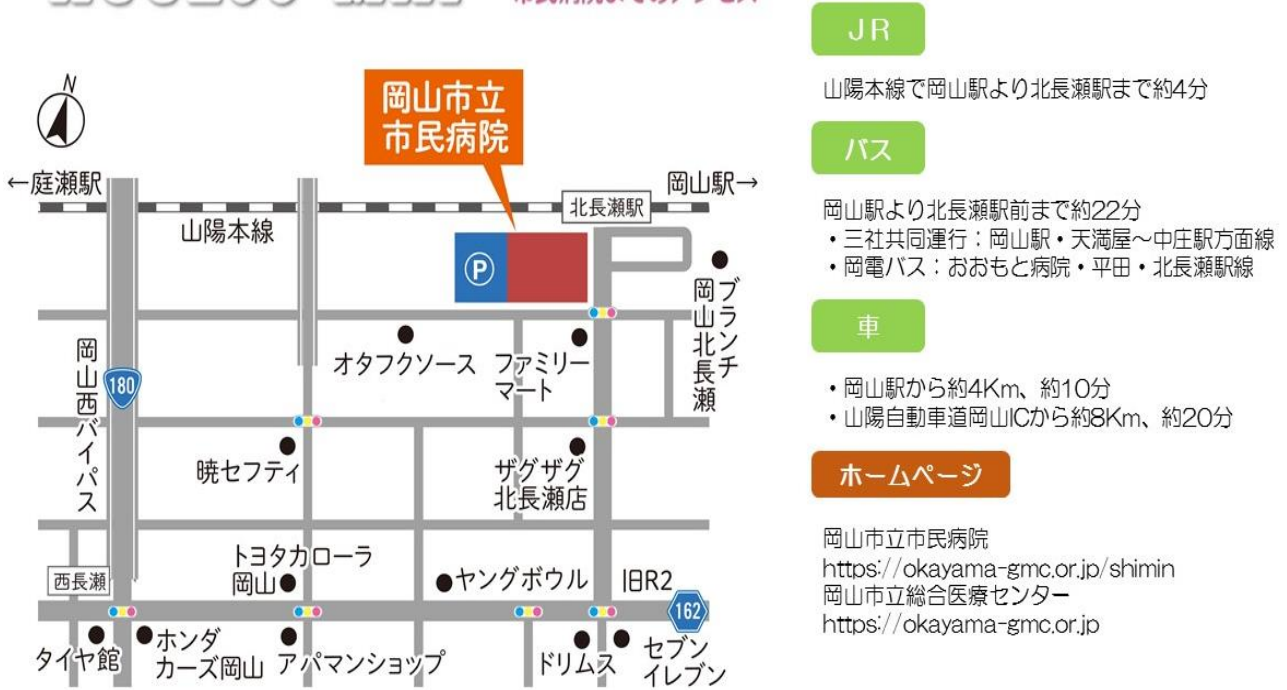 市民病院までのアクセス
N
岡山市立
市民病院
←庭瀬駅
岡山駅→
北長瀬駅
山陽本線
P
ブランチ
岡山北長瀬
岡山西バイパス
180
オタフクソース
ファミリー
マート
暁セフティ
ザグザグ
北長瀬店
トヨタカローラ
岡山
ヤングボウル
旧R2
西長瀬
162
タイヤ館
ホンダ
カーズ岡山
アパマンショップ
ドリムス
セブン
イレブン
JR
山陽本線で岡山駅より北長瀬駅まで約4分
バス
岡山駅より北長瀬駅前まで約22分
・三社共同運行：岡山駅・天満屋～中庄駅方面線
・岡電バス：おおもと病院・平田・北長瀬駅線
車
・岡山駅から約4Km、約10分
・山陽自動車道岡山ICから約8Km、約20分
ホームページ
岡山市立市民病院
https://okayama-gmc.or.jp/shimin
岡山市立総合医療センター
https://okayama-gmc.or.jp